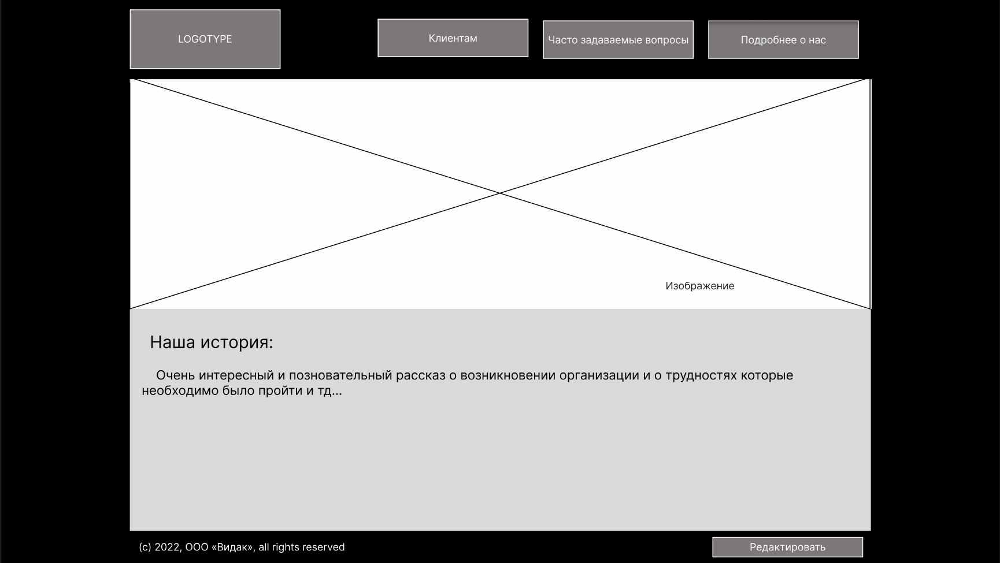 LOGOTYPE
Клиентам
Часто задаваемые вопросы
Подробнее о нас
Изображение
Наша история:
Очень интересный и позновательный рассказ о возникновении организации и о трудностях которые
необходимо было пройти и тд...
(c) 2022, ООО «Видак», all rights reserved
Редактировать